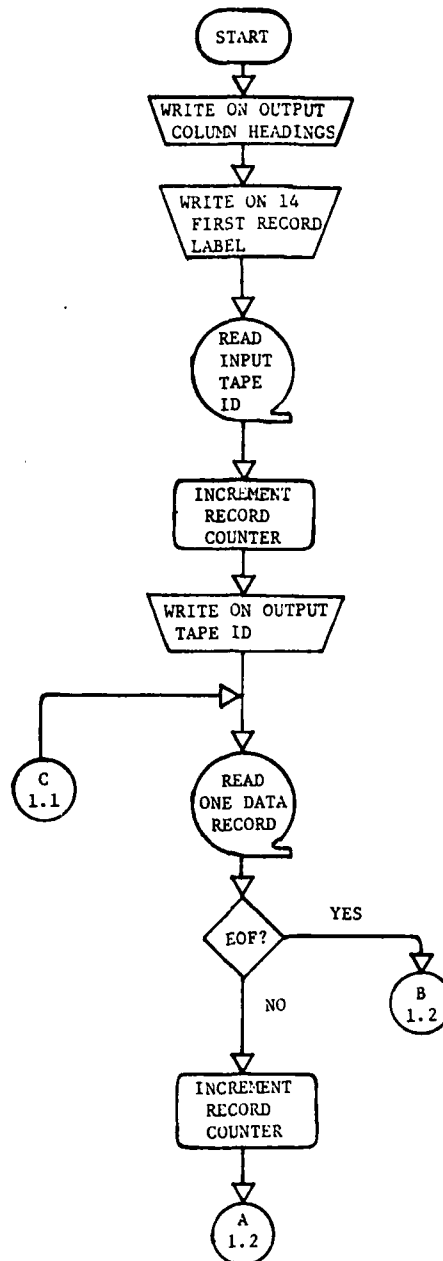 START
WRITE ON OUTPUT
COLUMN HEADINGS
WRITE ON 14
FIRST RECORD
LABEL
READ
INPUT
TAPE
ID
INCREMENT
RECORD
COUNTER
WRITE ON OUTPUT
TAPE ID
C
1.1
READ
ONE DATA
RECORD
EOF?
YES
B
1.2
NO
INCREMENT
RECORD
COUNTER
A
1.2